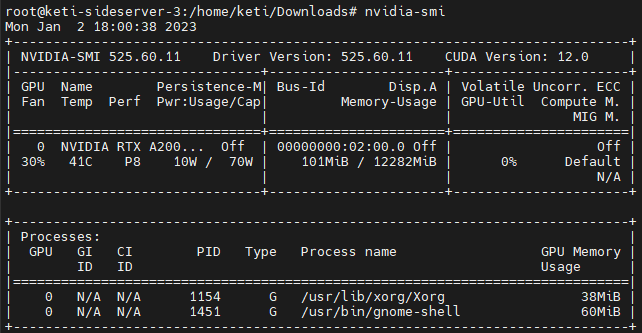 root@keti-sideserver-3:/home/keti/Downloads# nvidia-smi
Mon Jan  2 18:00:38 2023
+-----------------------------------------------------------------------------+
| NVIDIA-SMI 525.60.11    Driver Version: 525.60.11    CUDA Version: 12.0     |
|-------------------------------+----------------------+----------------------+
| GPU  Name        Persistence-M| Bus-Id        Disp.A | Volatile Uncorr. ECC |
| Fan  Temp  Perf  Pwr:Usage/Cap|         Memory-Usage | GPU-Util  Compute M. |
|                               |                      |               MIG M. |
|===============================+======================+======================|
|   0  NVIDIA RTX A200...  Off  | 00000000:02:00.0 Off |                  Off |
| 30%   41C    P8    10W /  70W |    101MiB / 12282MiB |      0%      Default |
|                               |                      |                  N/A |
+-------------------------------+----------------------+----------------------+

+-----------------------------------------------------------------------------+
| Processes:                                                                  |
|  GPU   GI   CI        PID   Type   Process name                  GPU Memory |
|        ID   ID                                                   Usage      |
|=============================================================================|
|    0   N/A  N/A      1154      G   /usr/lib/xorg/Xorg                 38MiB |
|    0   N/A  N/A      1451      G   /usr/bin/gnome-shell               60MiB |
+-----------------------------------------------------------------------------+